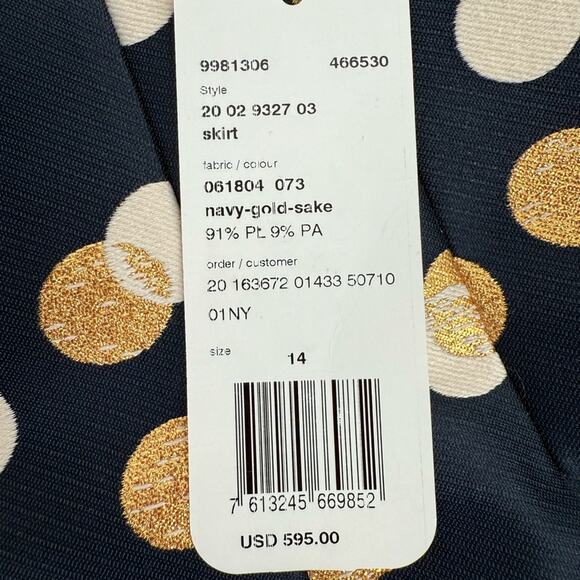 9981306 466530
Style
20 02 9327 03
skirt
fabric / colour
061804 073
navy-gold-sake
91% PL 9% PA
order / customer
20 163672 01433 50710
01NY
size
14
7 613245 669852
USD 595.00